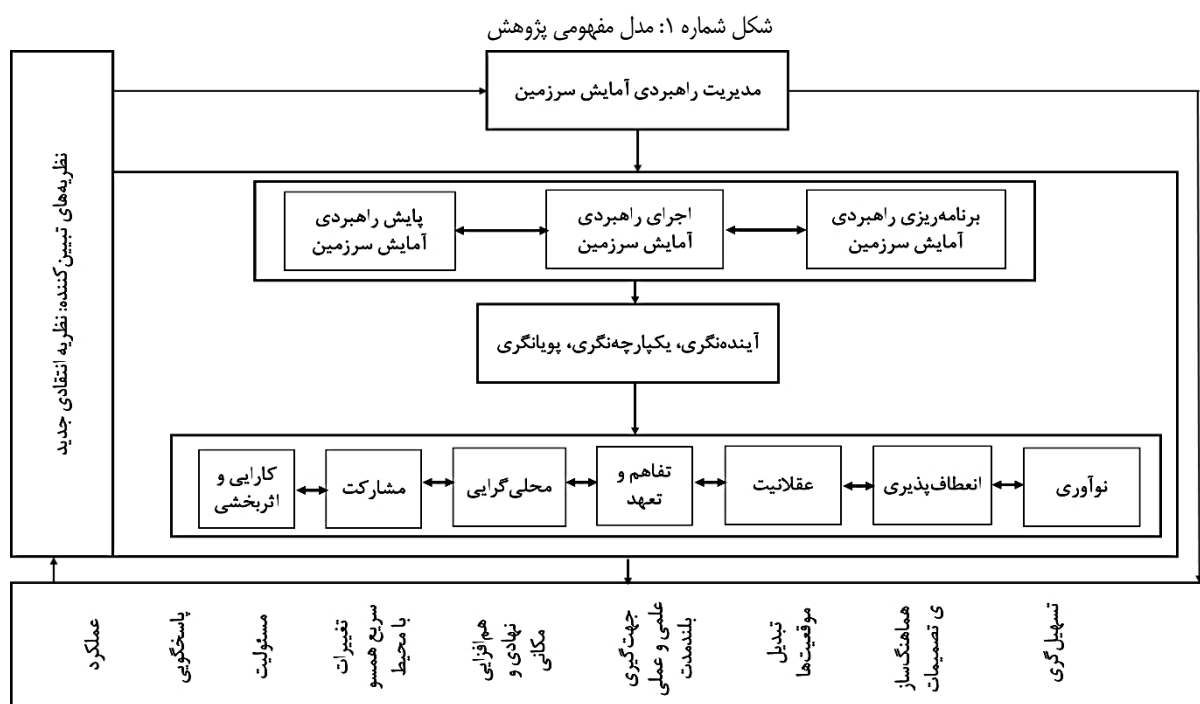 شکل شماره ۱: مدل مفهومی پژوهش
مدیریت راهبردی آمایش سرزمین
نظریه‌های تبیین‌کننده: نظریه انتقادی جدید
برنامه‌ریزی راهبردی
آمایش سرزمین
اجرای راهبردی
آمایش سرزمین
پایش راهبردی
آمایش سرزمین
آینده‌نگری، یکپارچه‌نگری، پویانگری
نوآوری
انعطاف‌پذیری
عقلانیت
تفاهم و
تعهد
محلی‌گرایی
مشارکت
کارایی و
اثربخشی
تسهیل‌گری
هماهنگ‌ساز
ی تصمیمات
تبدیل
موقعیت‌ها
جهت‌گیری
علمی و عملی
بلندمدت
هم‌افزایی
نهادی و
مکانی
تغییرات
سریع همسو
با محیط
مسئولیت
پاسخگویی
عملکرد